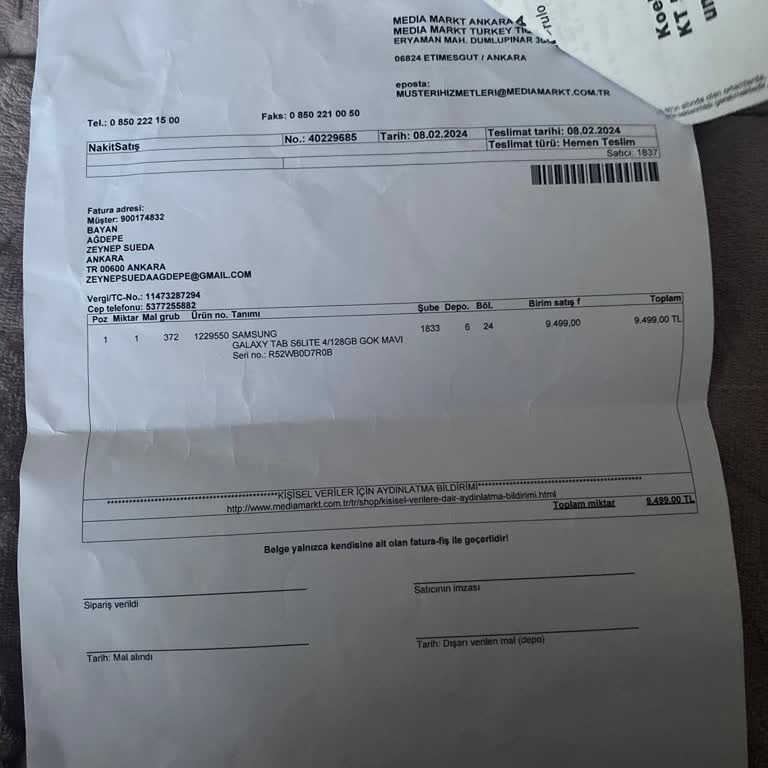 MEDIA MARKT ANKARA
MEDIA MARKT TURKEY TİC
ERYAMAN MAH. DUMLUPINAR
06824 ETIMESGUT / ANKARA
eposta:
MUSTERIHIZMETLERI@MEDIAMARKT.COM.TR
rulo
KT
Tel.: 0 850 222 15 00 Faks: 0 850 221 00 50
NakitSatış No.: 40229685 Tarih: 08.02.2024 Teslimat tarihi: 08.02.2024
Teslimat türü: Hemen Teslim
Satıcı: 1837
Fatura adresi:
Müşter: 900174832
BAYAN
AĞDEPE
ZEYNEP SUEDA
ANKARA
TR 00600 ANKARA
ZEYNEPSUEDAAGDEPE@GMAIL.COM
Vergi/TC-No.: 11473287294
Cep telefonu: 5377255882
Poz Miktar Mal grub Ürün no. Tanımı Şube Depo. Böl. Birim satış f Toplam
1 1 372 1229550 SAMSUNG 1833 6 24 9.499,00 9.499,00 TL
GALAXY TAB S6LITE 4/128GB GOK MAVI
Seri no.: R52WB0D7R0B
KİŞİSEL VERİLER İÇİN AYDINLATMA BİLDİRİMİ
http://www.mediamarkt.com.tr/tr/shop/kisisel-verilere-dair-aydinlatma-bildirimi.html
Toplam miktar 9.499,00 TL
Belge yalnızca kendisine ait olan fatura-fiş ile geçerlidir!
Sipariş verildi Satıcının imzası
Tarih: Mal alındı Tarih: Dışarı verilen mal (depo)